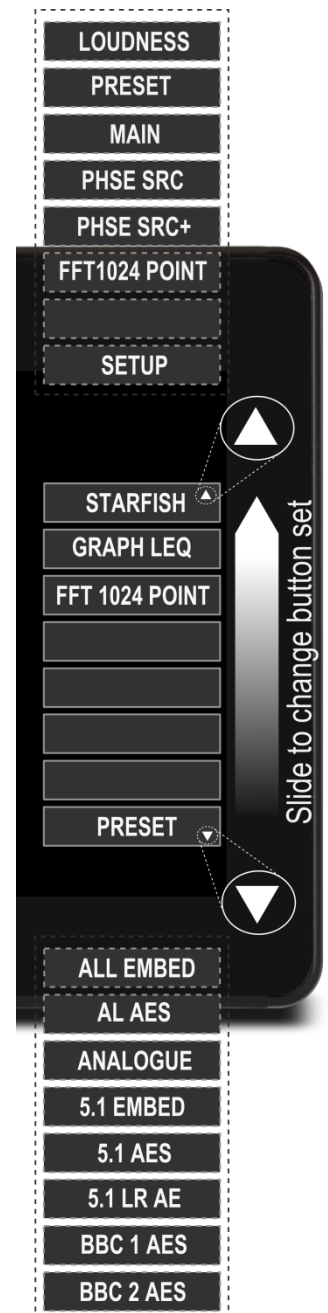 LOUDNESS
PRESET
MAIN
PHSE SRC
PHSE SRC+
FFT1024 POINT
SETUP
STARFISH
GRAPH LEQ
FFT 1024 POINT
PRESET
Slide to change button set
ALL EMBED
AL AES
ANALOGUE
5.1 EMBED
5.1 AES
5.1 LR AE
BBC 1 AES
BBC 2 AES